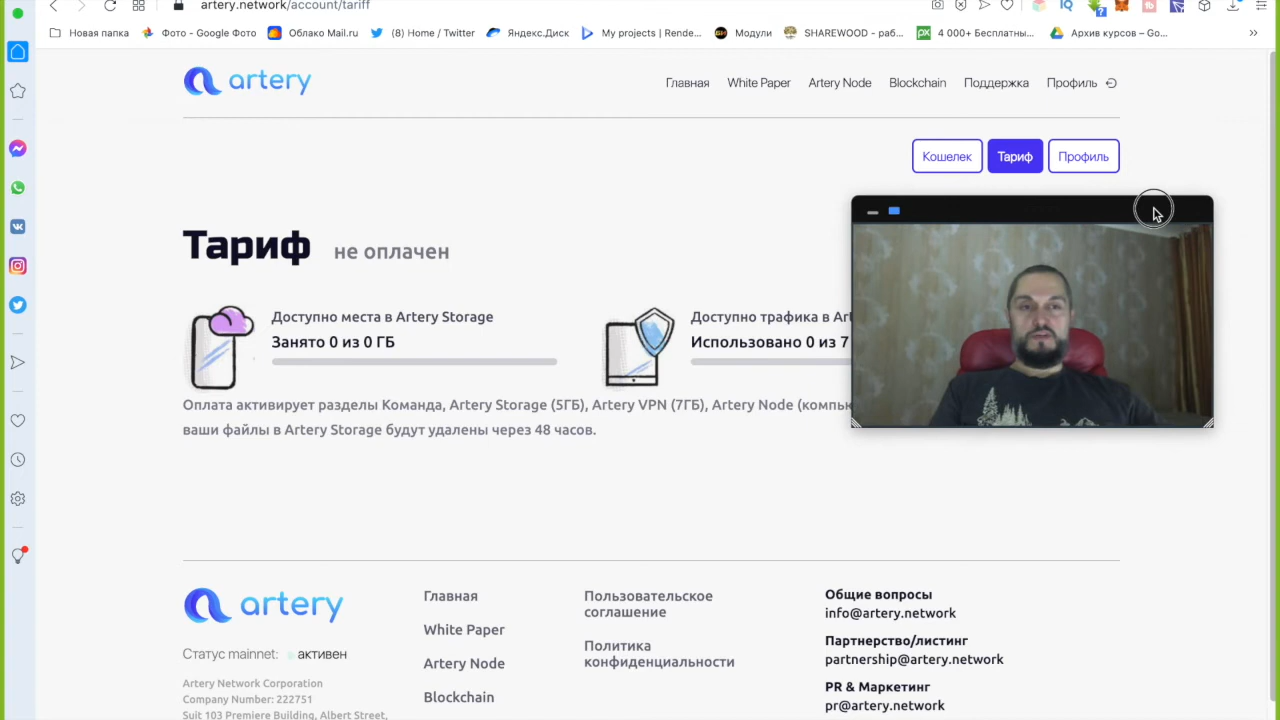 artery.network/account/tariff
Новая папка
Фото - Google Фото
Облако Mail.ru
(8) Home / Twitter
Яндекс.Диск
My projects | Rende...
Модули
SHAREWOOD - раб...
4 000+ Бесплатны...
Архив курсов – Go...
artery
Главная
White Paper
Artery Node
Blockchain
Поддержка
Профиль
Кошелек
Тариф
Профиль
Тариф не оплачен
Доступно места в Artery Storage
Занято 0 из 0 ГБ
Доступно трафика в Art
Использовано 0 из 7
Оплата активирует разделы Команда, Artery Storage (5ГБ), Artery VPN (7ГБ), Artery Node (компью
ваши файлы в Artery Storage будут удалены через 48 часов.
artery
Статус mainnet: активен
Artery Network Corporation
Company Number: 222751
Suit 103 Premiere Building, Albert Street,
Главная
White Paper
Artery Node
Blockchain
Пользовательское
соглашение
Политика
конфиденциальности
Общие вопросы
info@artery.network
Партнерство/листинг
partnership@artery.network
PR & Маркетинг
pr@artery.network